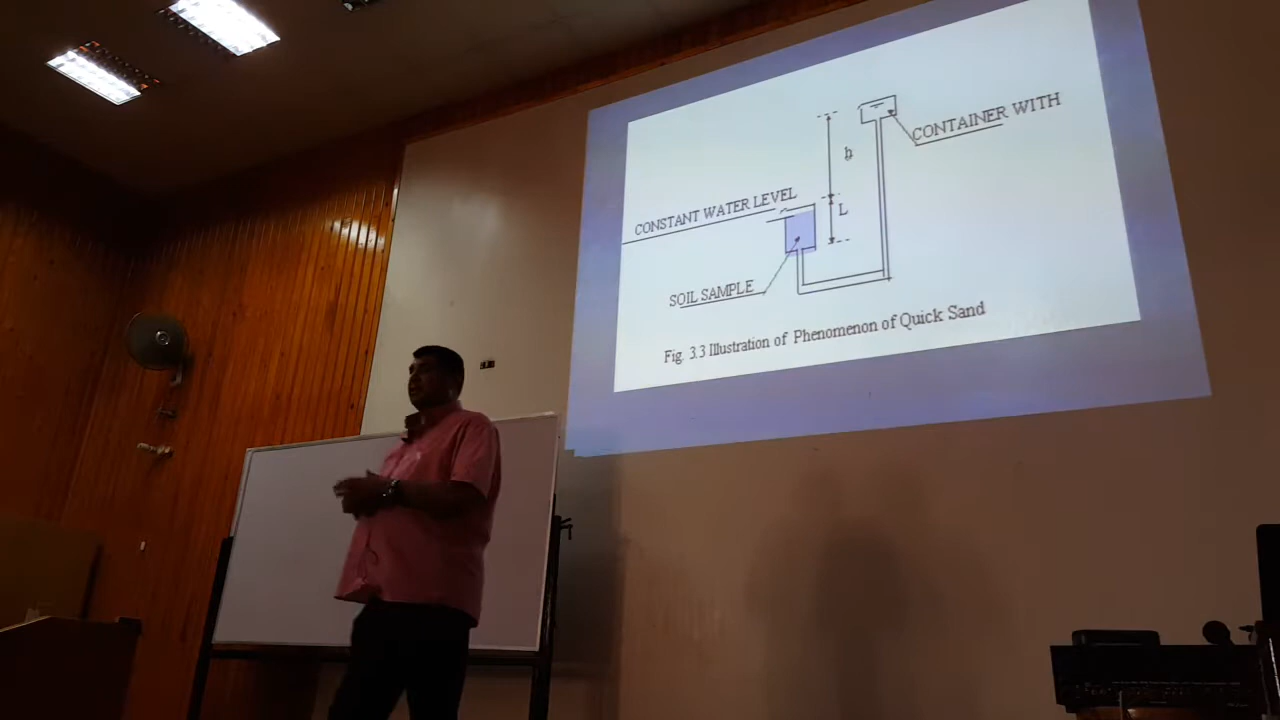 CONTAINER WITH
h
CONSTANT WATER LEVEL
L
SOIL SAMPLE
Fig. 3.3 Illustration of Phenomenon of Quick Sand